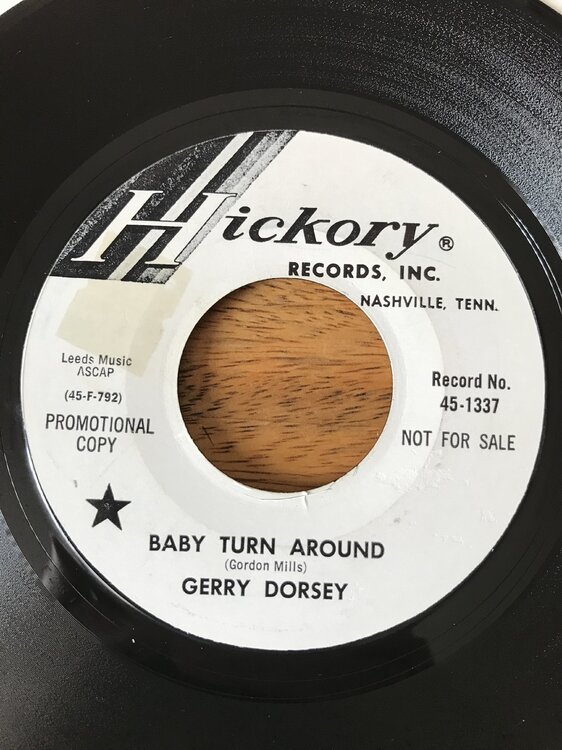 Hickory®
RECORDS, INC.
NASHVILLE, TENN.
Leeds Music
ASCAP
(45-F-792)
PROMOTIONAL
COPY
Record No.
45-1337
NOT FOR SALE
BABY TURN AROUND
(Gordon Mills)
GERRY DORSEY